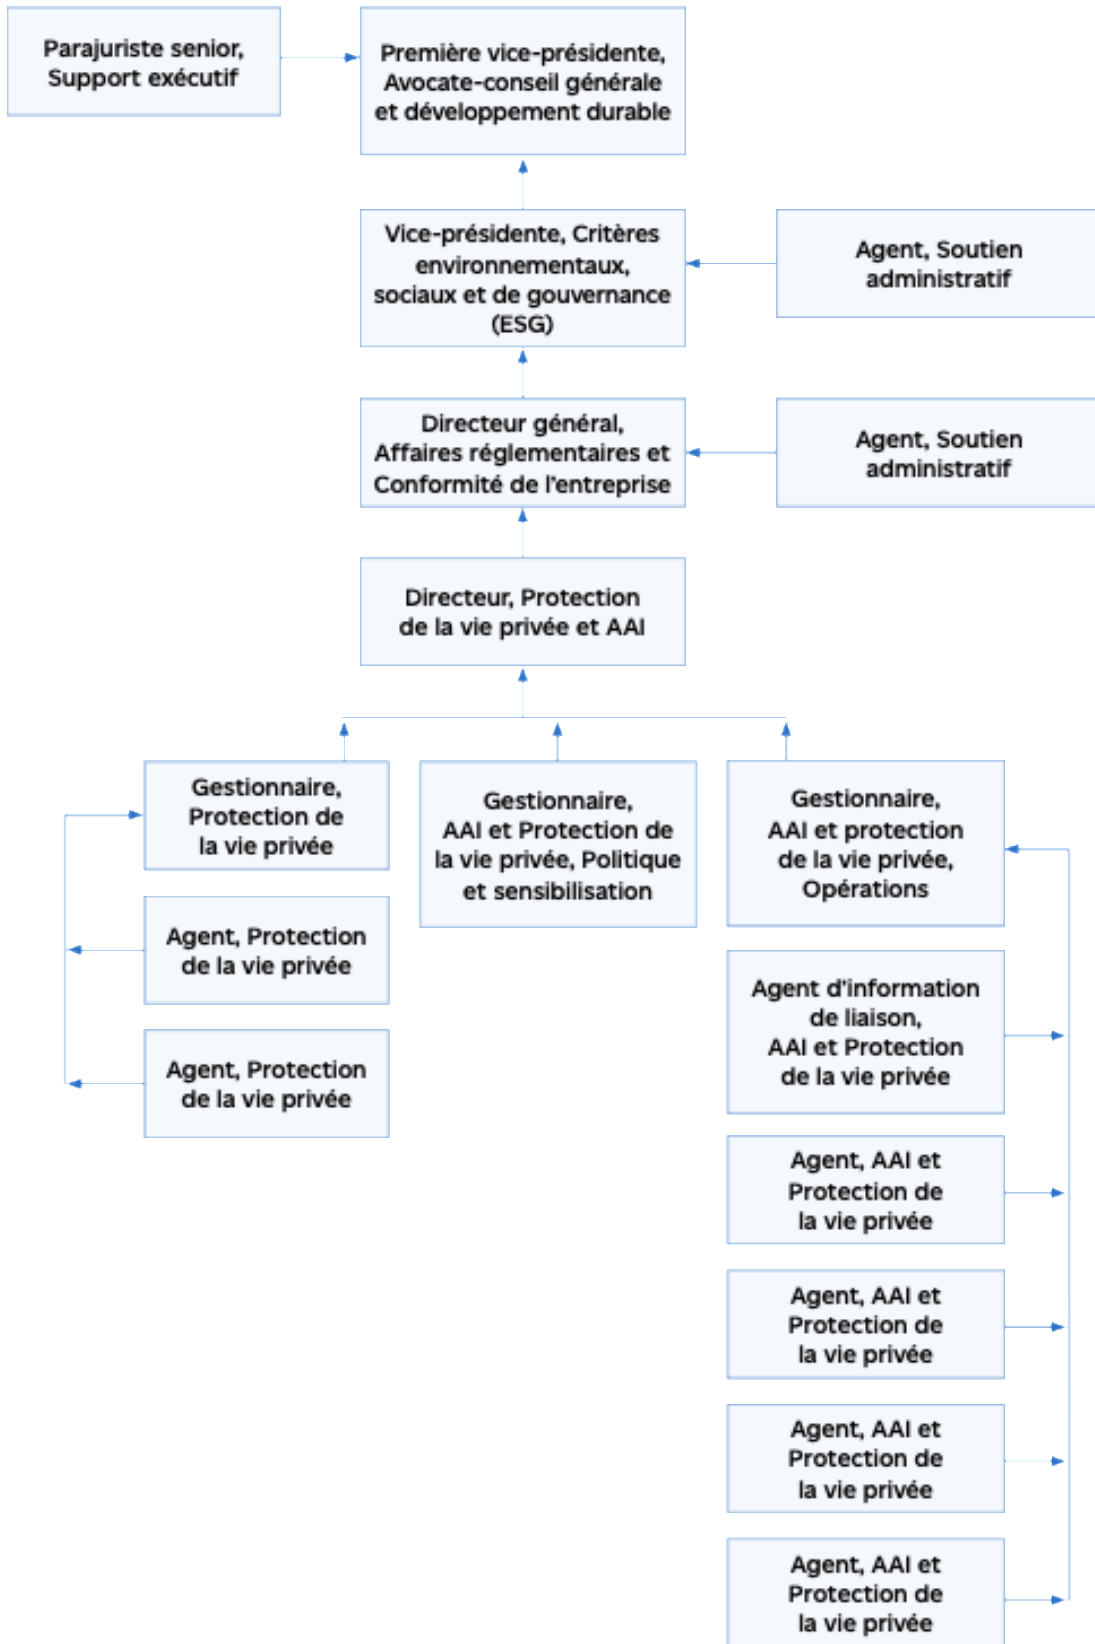 Parajuriste senior,
Support exécutif
Première vice-présidente,
Avocate-conseil générale
et développement durable
Vice-présidente, Critères
environnementaux,
sociaux et de gouvernance
(ESG)
Agent, Soutien
administratif
Directeur général,
Affaires réglementaires et
Conformité de l'entreprise
Agent, Soutien
administratif
Directeur, Protection
de la vie privée et AAI
Gestionnaire,
Protection de
la vie privée
Agent, Protection
de la vie privée
Agent, Protection
de la vie privée
Gestionnaire,
AAI et Protection de
la vie privée, Politique
et sensibilisation
Gestionnaire,
AAI et protection
de la vie privée,
Opérations
Agent d'information
de liaison,
AAI et Protection
de la vie privée
Agent, AAI et
Protection de
la vie privée
Agent, AAI et
Protection de
la vie privée
Agent, AAI et
Protection de
la vie privée
Agent, AAI et
Protection de
la vie privée